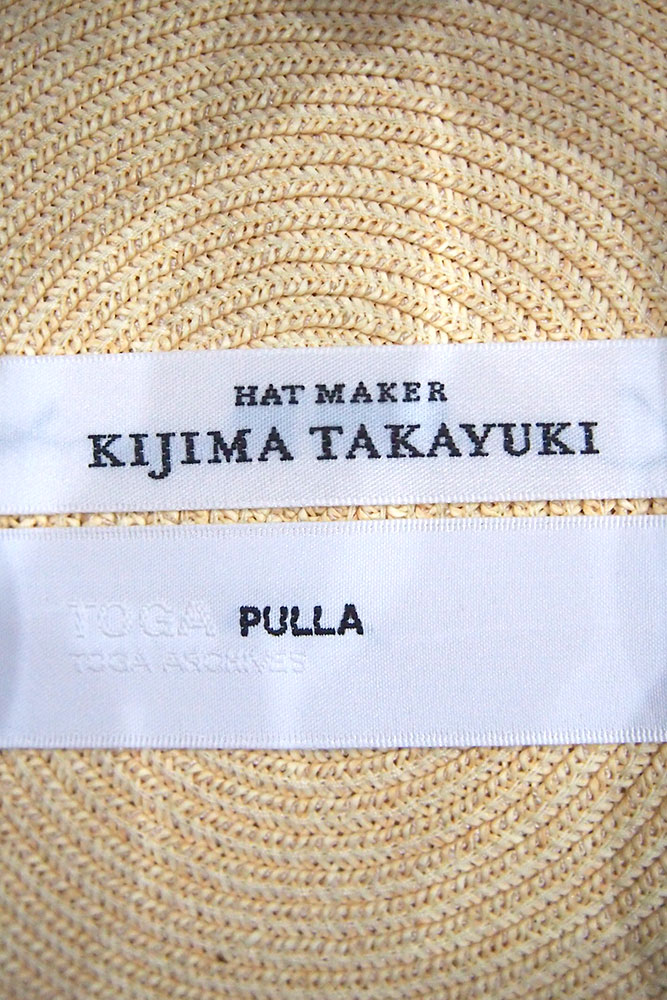 HAT MAKER
KIJIMA TAKAYUKI
TOGA PULLA
TOGA ARCHIVES